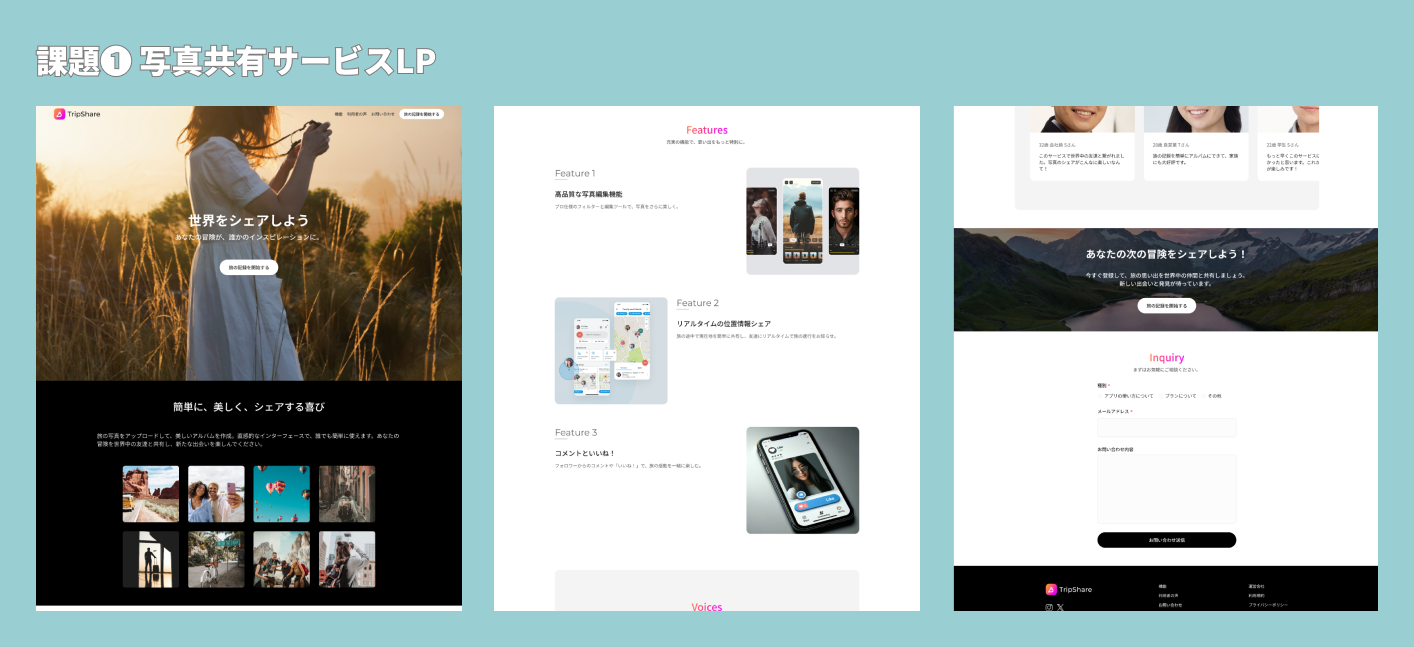 課題❶ 写真共有サービスLP
TripShare
機能 利用者の声 お問い合わせ 旅の記録を開始する
世界をシェアしよう
あなたの冒険が、誰かのインスピレーションに。
旅の記録を開始する
簡単に、美しく、シェアする喜び
旅の写真をアップロードして、美しいアルバムを作成。直感的なインターフェースで、誰でも簡単に使えます。あなたの
冒険を世界中の友達と共有し、新たな出会いを楽しんでください。
Features
充実の機能で、思い出をもっと特別に。
Feature 1
高品質な写真編集機能
プロ仕様のフィルターと編集ツールで、写真をさらに美しく。
Feature 2
リアルタイムの位置情報シェア
旅の途中で現在地を簡単に共有し、友達にリアルタイムで旅の進行をお知らせ。
Feature 3
コメントといいね！
フォロワーからのコメントや「いいね！」で、旅の感動を一緒に楽しむ。
Like
Voices
32歳 会社員 Sさん
このサービスで世界中の友達と繋がれまし
た。写真のシェアがこんなに楽しいなん
て！
28歳 自営業 Tさん
旅の記録を簡単にアルバムにできて、家族
にも大好評です。
22歳 学生 Sさん
もっと早くこのサービスに
かったと思います。これか
が楽しみです！
あなたの次の冒険をシェアしよう！
今すぐ登録して、旅の思い出を世界中の仲間と共有しましょう。
新しい出会いと発見が待っています。
旅の記録を開始する
Inquiry
まずはお気軽にご相談ください。
種別 *
アプリの使い方について プランについて その他
メールアドレス *
お問い合わせ内容
お問い合わせ送信
TripShare
機能
利用者の声
お問い合わせ
運営会社
利用規約
プライバシーポリシー